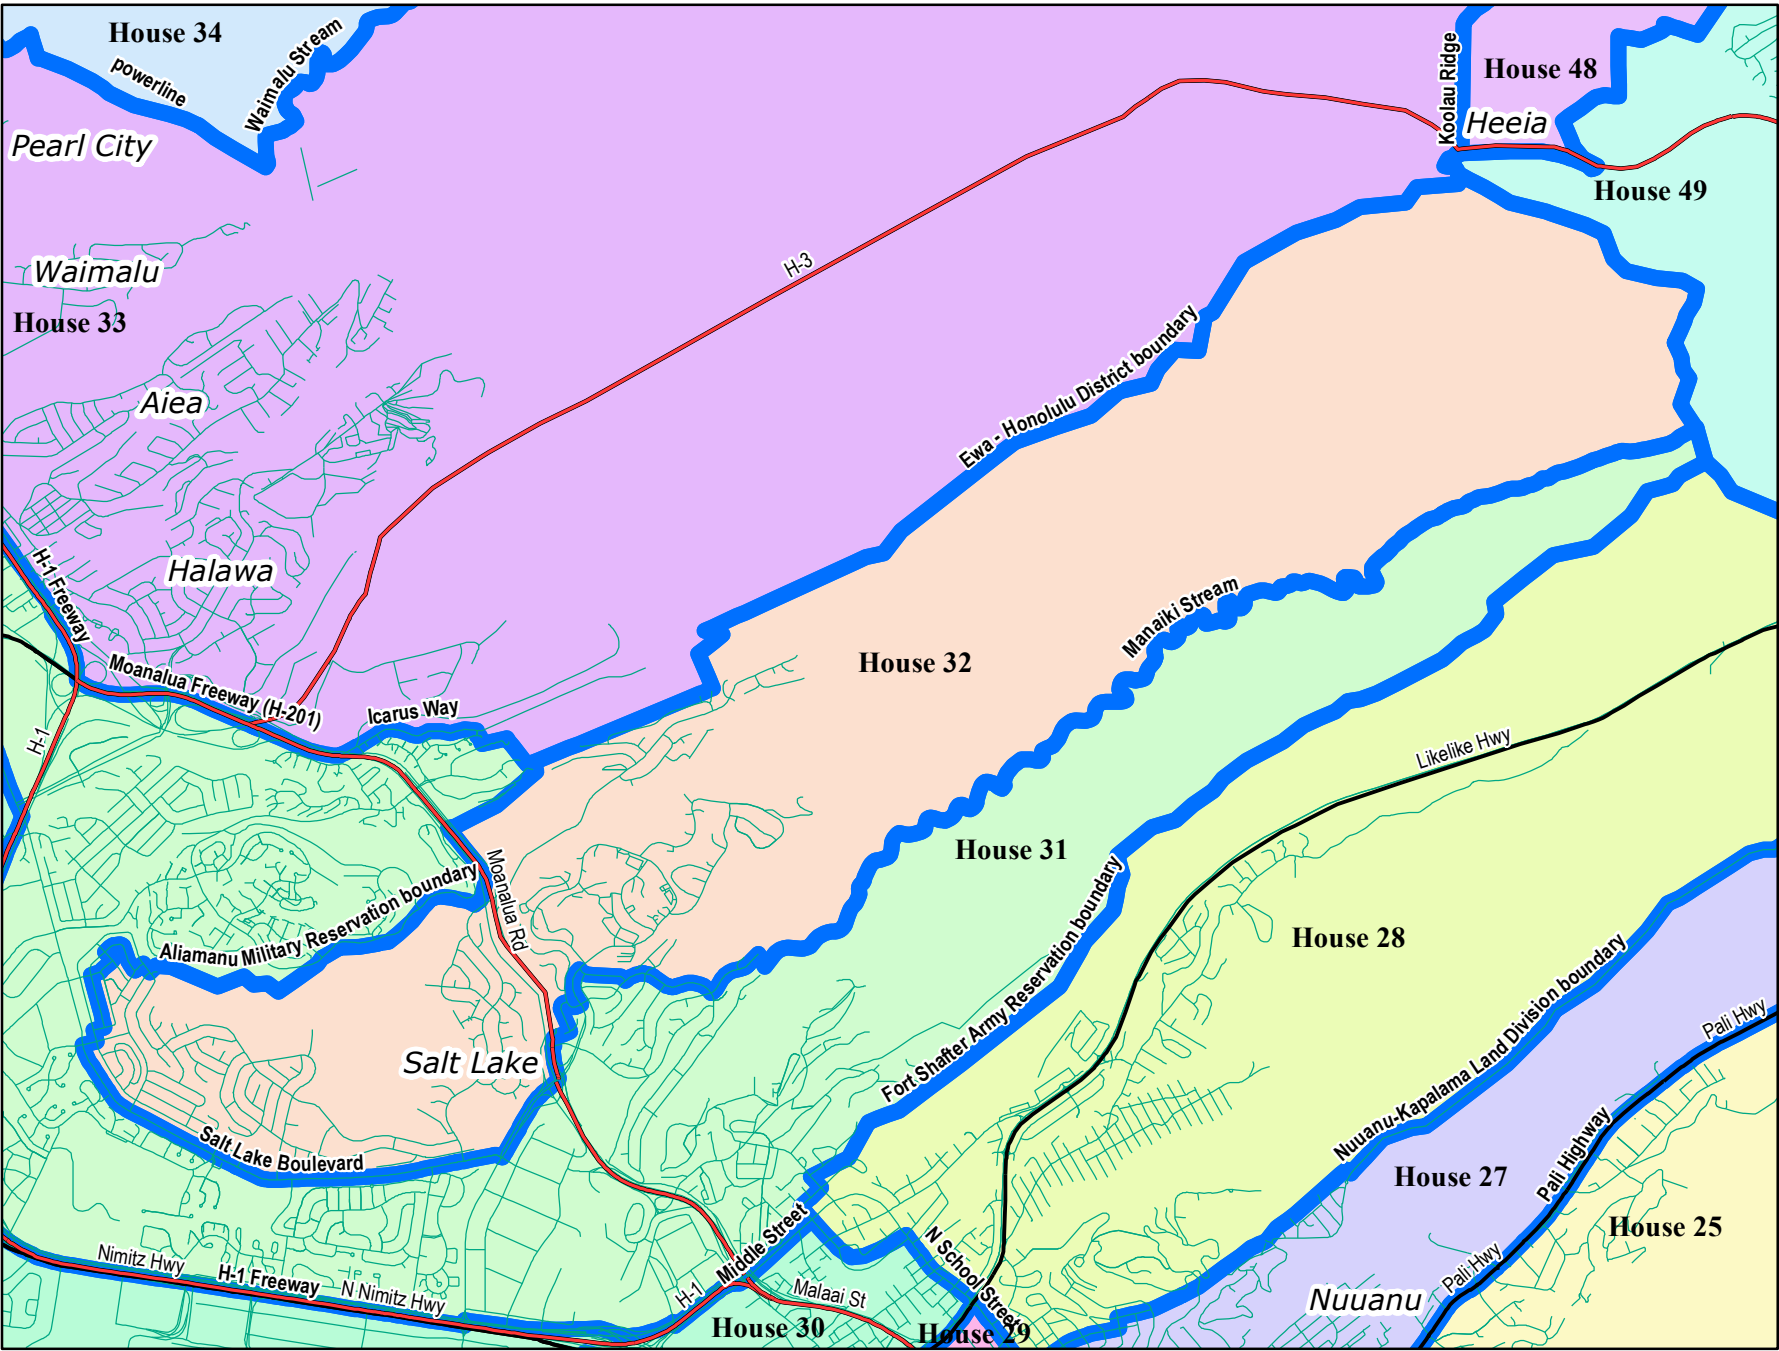 House 34
Waimalu Stream
powerline
Koolau Ridge
House 48
Heeia
Pearl City
House 49
Waimalu
H-3
House 33
Ewa - Honolulu District boundary
Aiea
Halawa
H-1 Freeway
Manaiki Stream
House 32
Moanalua Freeway (H-201)
Icarus Way
H-1
Likelike Hwy
House 31
Moanalua Rd
Aliamanu Military Reservation boundary
House 28
Fort Shafter Army Reservation boundary
Nuuanu-Kapalama Land Division boundary
Pali Hwy
Salt Lake
Salt Lake Boulevard
Pali Highway
House 27
House 25
Middle Street
N School Street
Nimitz Hwy
H-1 Freeway
N Nimitz Hwy
H-1
Malaai St
Pali Hwy
Nuuanu
House 30
House 29